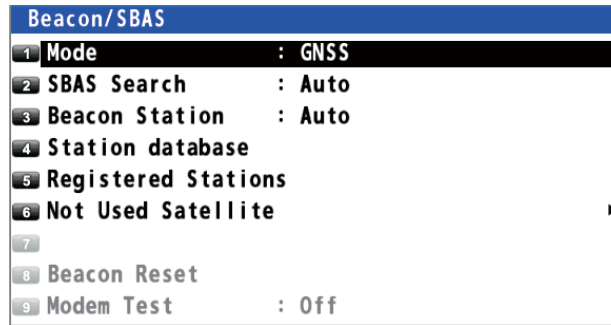 Beacon/SBAS
1 Mode : GNSS
2 SBAS Search : Auto
3 Beacon Station : Auto
4 Station database
5 Registered Stations
6 Not Used Satellite
7
8 Beacon Reset
9 Modem Test : Off